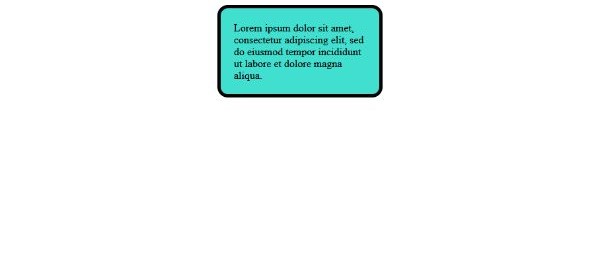 Lorem ipsum dolor sit amet,
consectetur adipiscing elit, sed
do eiusmod tempor incididunt
ut labore et dolore magna
aliqua.